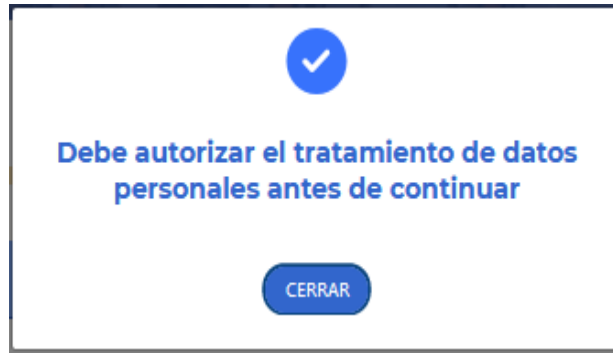 Debe autorizar el tratamiento de datos
personales antes de continuar
CERRAR